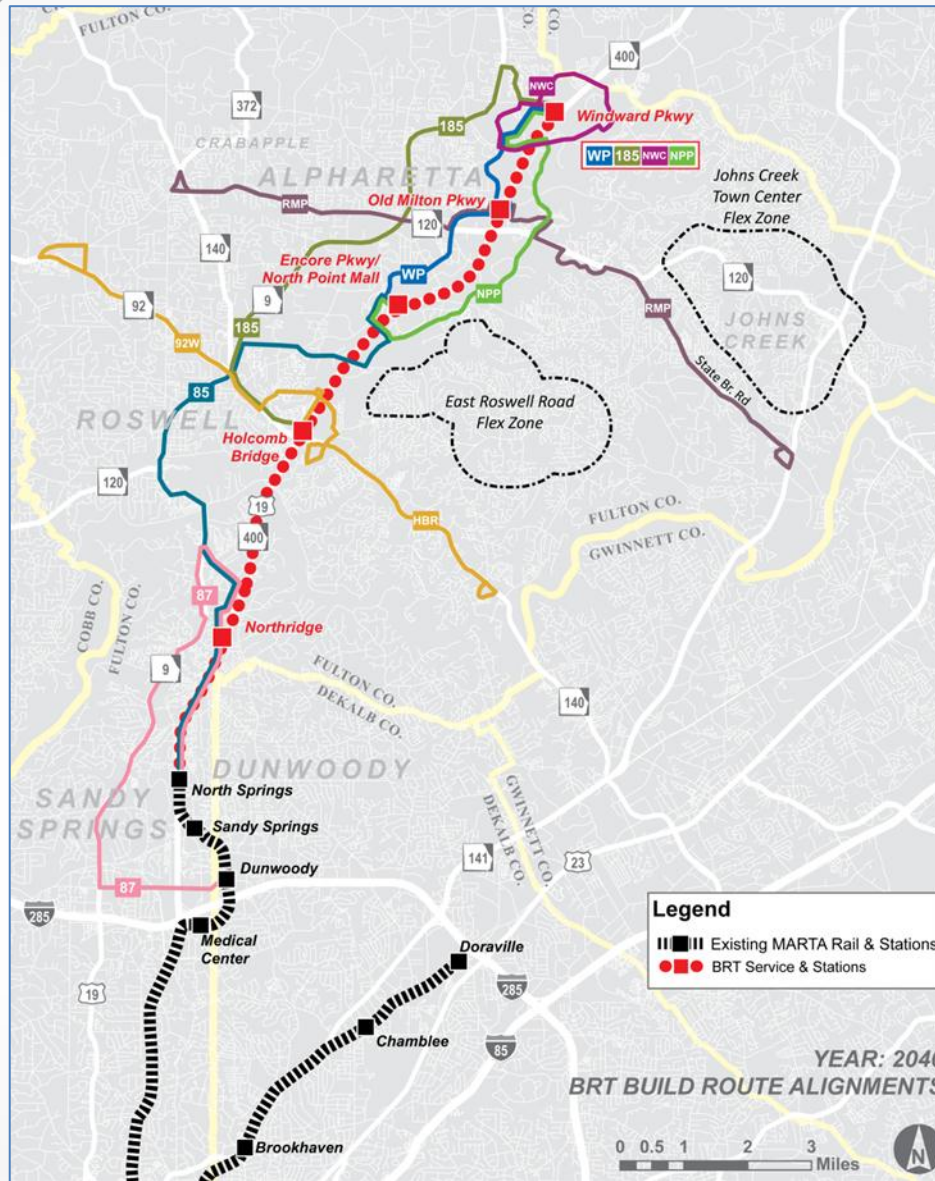 FULTON CO.
CO.
400
372
NWC
Windward Pkwy
CRABAPPLE
185
WP 185 NWC NPP
ALPHARETTA
Johns Creek
Town Center
Flex Zone
RMP
Old Milton Pkwy
120
140
Encore Pkwy/
North Point Mall
WP
120
92
9
NPP
RMP
JOHNS
CREEK
185
92W
State Br. Rd
85
ROSWELL
East Roswell Road
Flex Zone
Holcomb
Bridge
120
19
400
HBR
FULTON CO.
GWINNETT CO.
COBB CO.
FULTON CO.
87
Northridge
9
FULTON CO.
DEKALB CO.
140
DUNWOODY
North Springs
SANDY
SPRINGS
Sandy Springs
GWINNETT CO.
DEKALB CO.
141
23
Dunwoody
87
285
Medical
Center
Doraville
Legend
Existing MARTA Rail & Stations
BRT Service & Stations
19
285
Chamblee
85
YEAR: 2040
BRT BUILD ROUTE ALIGNMENTS
Brookhaven
0 0.5 1 2 3
Miles
N